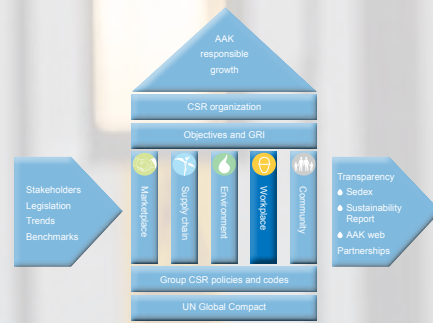 AAK
responsible
growth
CSR organization
Objectives and GRI
Stakeholders
Legislation
Trends
Benchmarks
Marketplace
Supply chain
Environment
Workplace
Community
Transparency
Sedex
Sustainability
Report
AAK web
Partnerships
Group CSR policies and codes
UN Global Compact